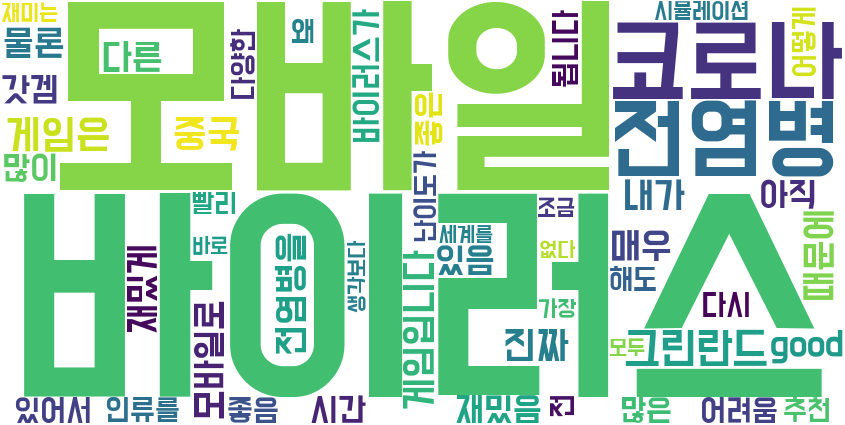 재미는
물론
다른
갓겜
게임은
중국
많이
모바일
다양한
왜
바이러스가
좋은
됩니다
시뮬레이션
어떻게
코로나
전염병
내가
아직
난이도가
빨리
바로
재밌게
모바일로
바이러스
전염병을
생각보다
게임입니다
세계를
있음
조금
없다
가장
매우
해도
때문에
다시
진짜
모두
그린란드
good
있어서
인류를
좋음
시간
재밌음
전
많은
어려움
추천